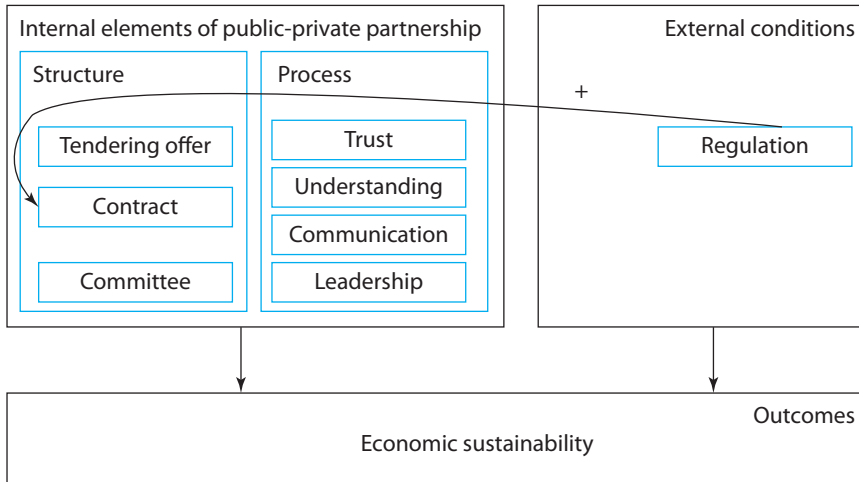 Internal elements of public-private partnership
Structure
Tendering offer
Contract
Committee
Process
Trust
Understanding
Communication
Leadership
External conditions
+
Regulation
Outcomes
Economic sustainability